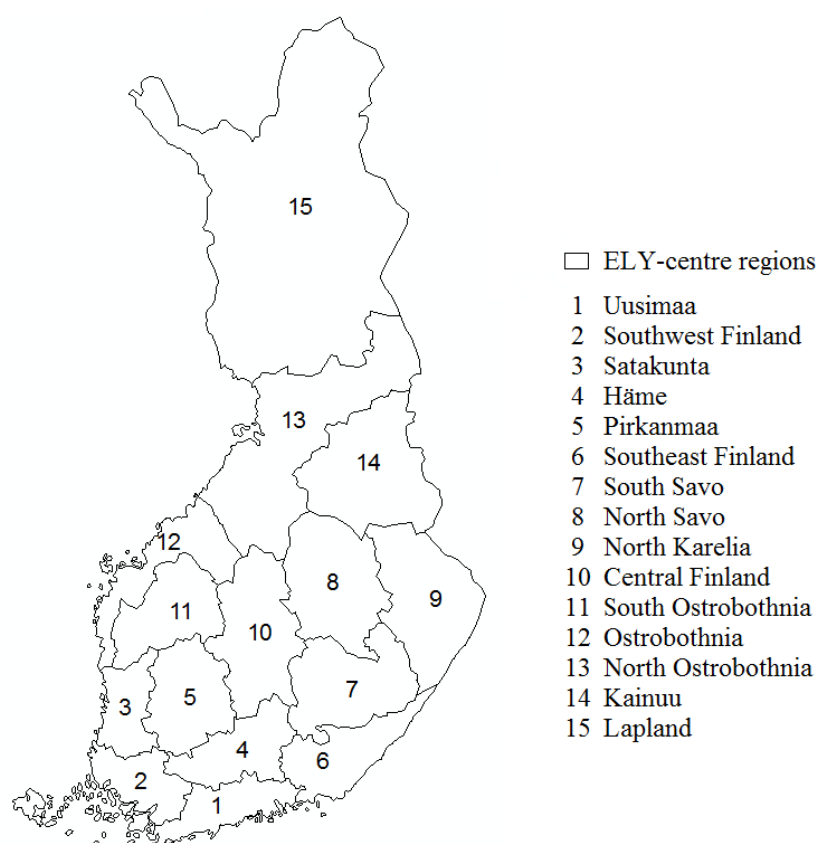 15
13
14
12
8
9
11
10
7
5
3
4
6
2
1
ELY-centre regions
1 Uusimaa
2 Southwest Finland
3 Satakunta
4 Häme
5 Pirkanmaa
6 Southeast Finland
7 South Savo
8 North Savo
9 North Karelia
10 Central Finland
11 South Ostrobothnia
12 Ostrobothnia
13 North Ostrobothnia
14 Kainuu
15 Lapland